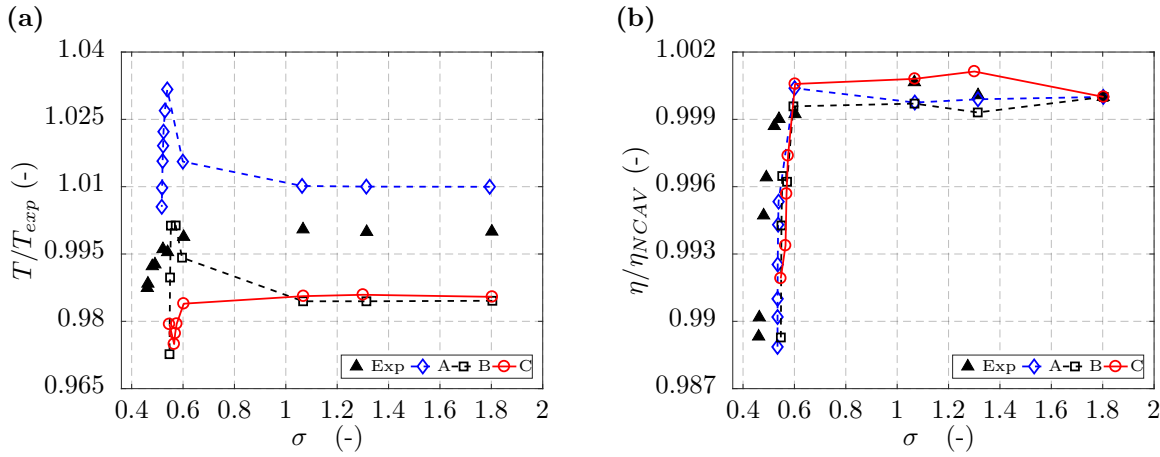 (a)
1.04
1.025
1.01
0.995
0.98
0.965
T/T_exp (-)
0.4 0.6 0.8 1 1.2 1.4 1.6 1.8 2
σ (-)
Exp A B C
(b)
1.002
0.999
0.996
0.993
0.99
0.987
η/η_NCAV (-)
0.4 0.6 0.8 1 1.2 1.4 1.6 1.8 2
σ (-)
Exp A B C